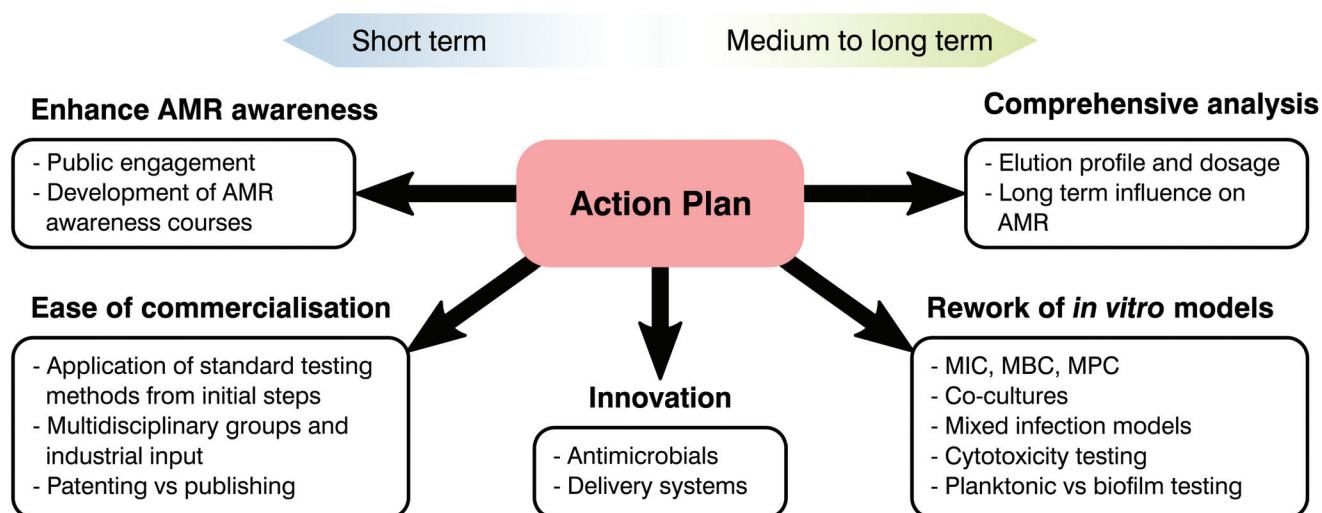 Short term
Medium to long term
Enhance AMR awareness
- Public engagement
- Development of AMR
awareness courses
Action Plan
Comprehensive analysis
- Elution profile and dosage
- Long term influence on
AMR
Ease of commercialisation
- Application of standard testing
methods from initial steps
- Multidisciplinary groups and
industrial input
- Patenting vs publishing
Innovation
- Antimicrobials
- Delivery systems
Rework of in vitro models
- MIC, MBC, MPC
- Co-cultures
- Mixed infection models
- Cytotoxicity testing
- Planktonic vs biofilm testing